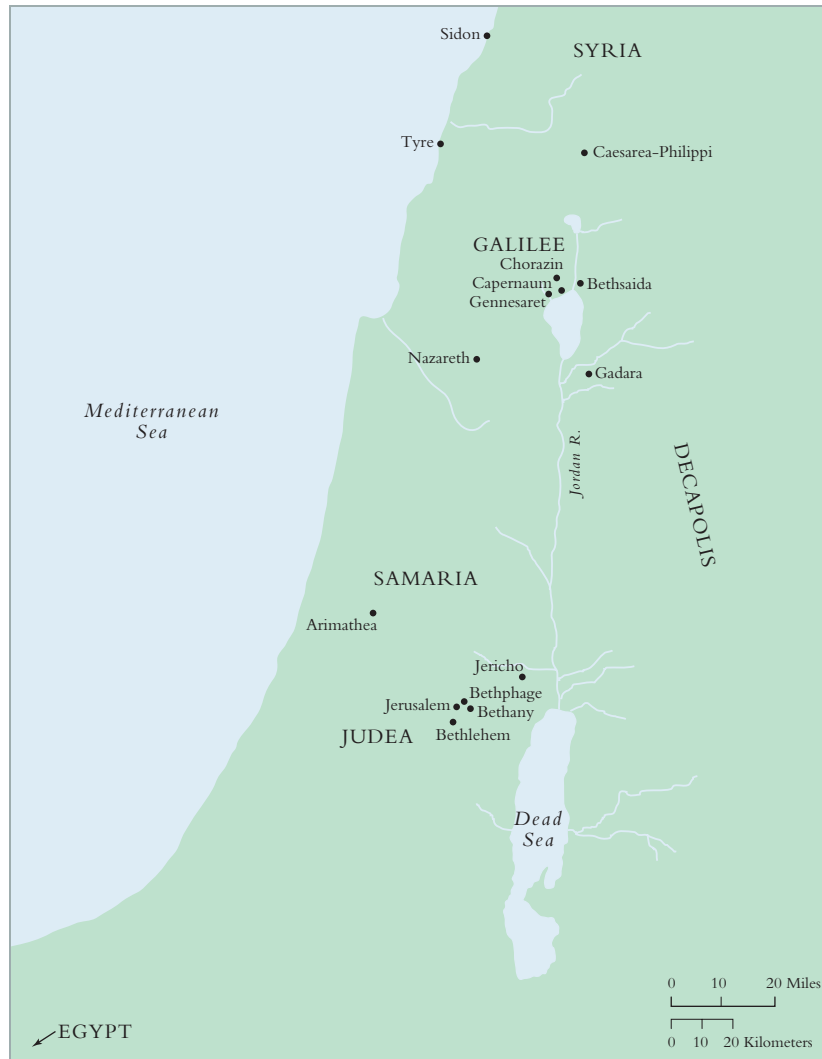 Sidon
SYRIA
Tyre
Caesarea-Philippi
GALILEE
Chorazin
Capernaum
Bethsaida
Gennesaret
Nazareth
Gadara
Mediterranean
Sea
Jordan R.
DECAPOLIS
SAMARIA
Arimathea
Jericho
Bethphage
Jerusalem
Bethany
JUDEA
Bethlehem
Dead
Sea
0 10 20 Miles
0 10 20 Kilometers
EGYPT